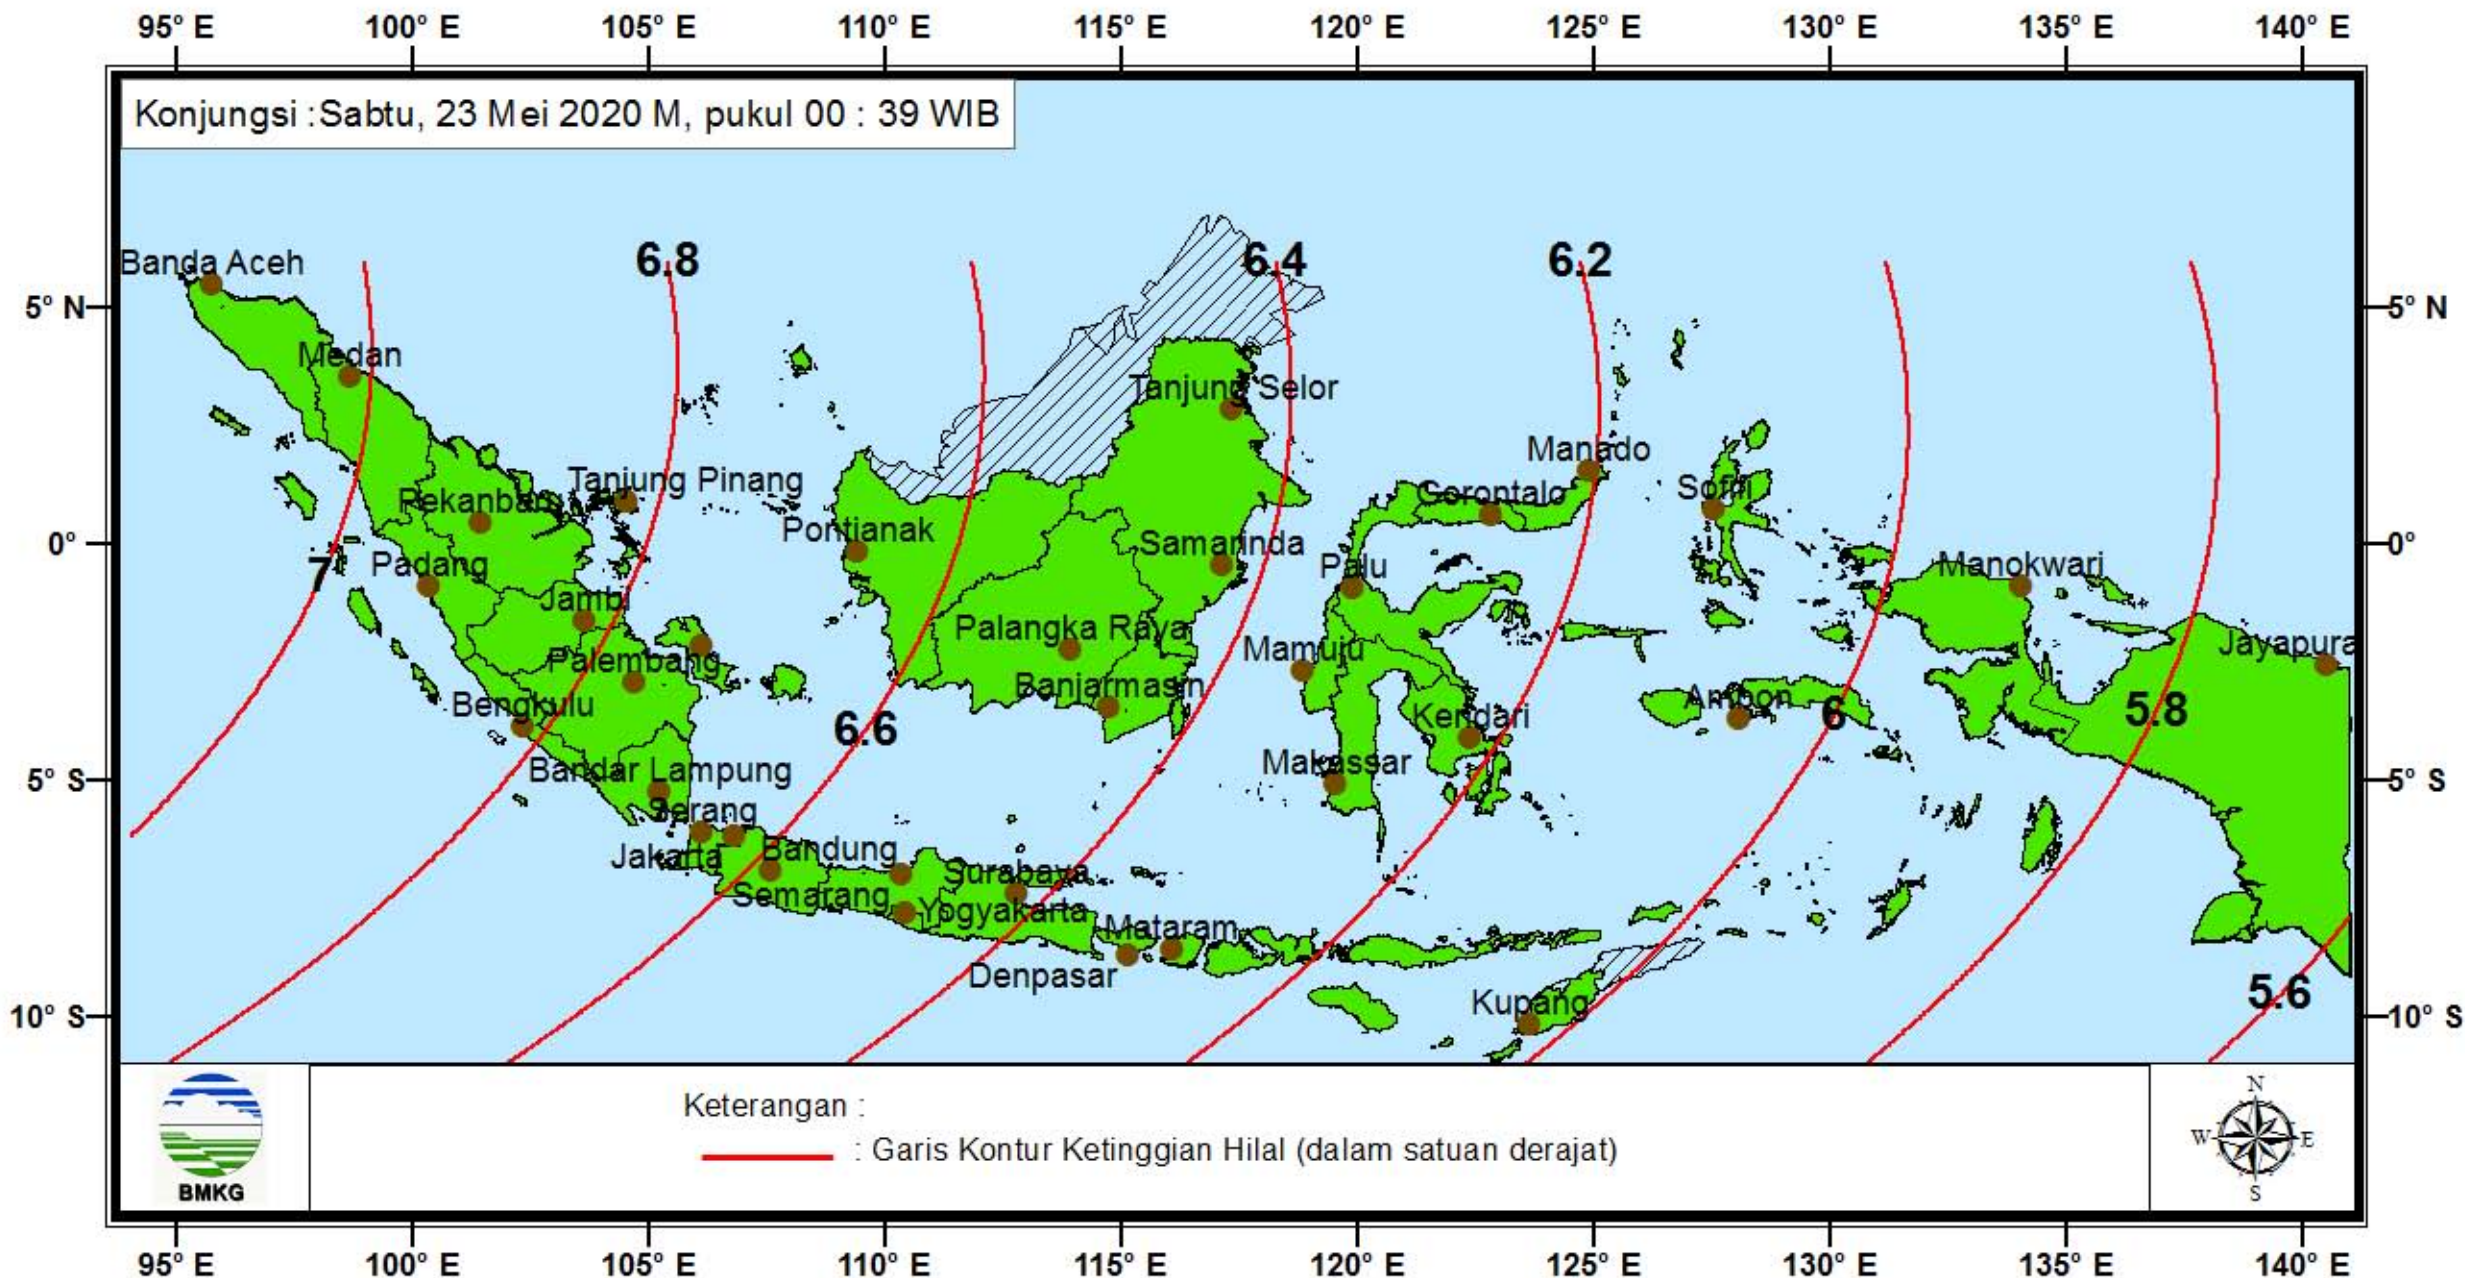 95° E 100° E 105° E 110° E 115° E 120° E 125° E 130° E 135° E 140° E
Konjungsi :Sabtu, 23 Mei 2020 M, pukul 00 : 39 WIB
Banda Aceh 6.8 6.4 6.2
5° N 5° N
Medan
Tanjung Selor
Manado
Tanjung Pinang
Pekanbaru Gorontalo Sofifi
Pontianak
0° Samarinda 0°
7 Padang Palu Manokwari
Jambi
Palangka Raya
Palembang Mamuju Jayapura
Bengkulu Banjarmasin Ambon
6.6 Kendari 6 5.8
Bandar Lampung Makassar
5° S 5° S
Serang
Jakarta Bandung
Semarang Surabaya
Yogyakarta
Mataram
Denpasar
Kupang 5.6
10° S 10° S
Keterangan :
: Garis Kontur Ketinggian Hilal (dalam satuan derajat)
BMKG
N
W E
S
95° E 100° E 105° E 110° E 115° E 120° E 125° E 130° E 135° E 140° E